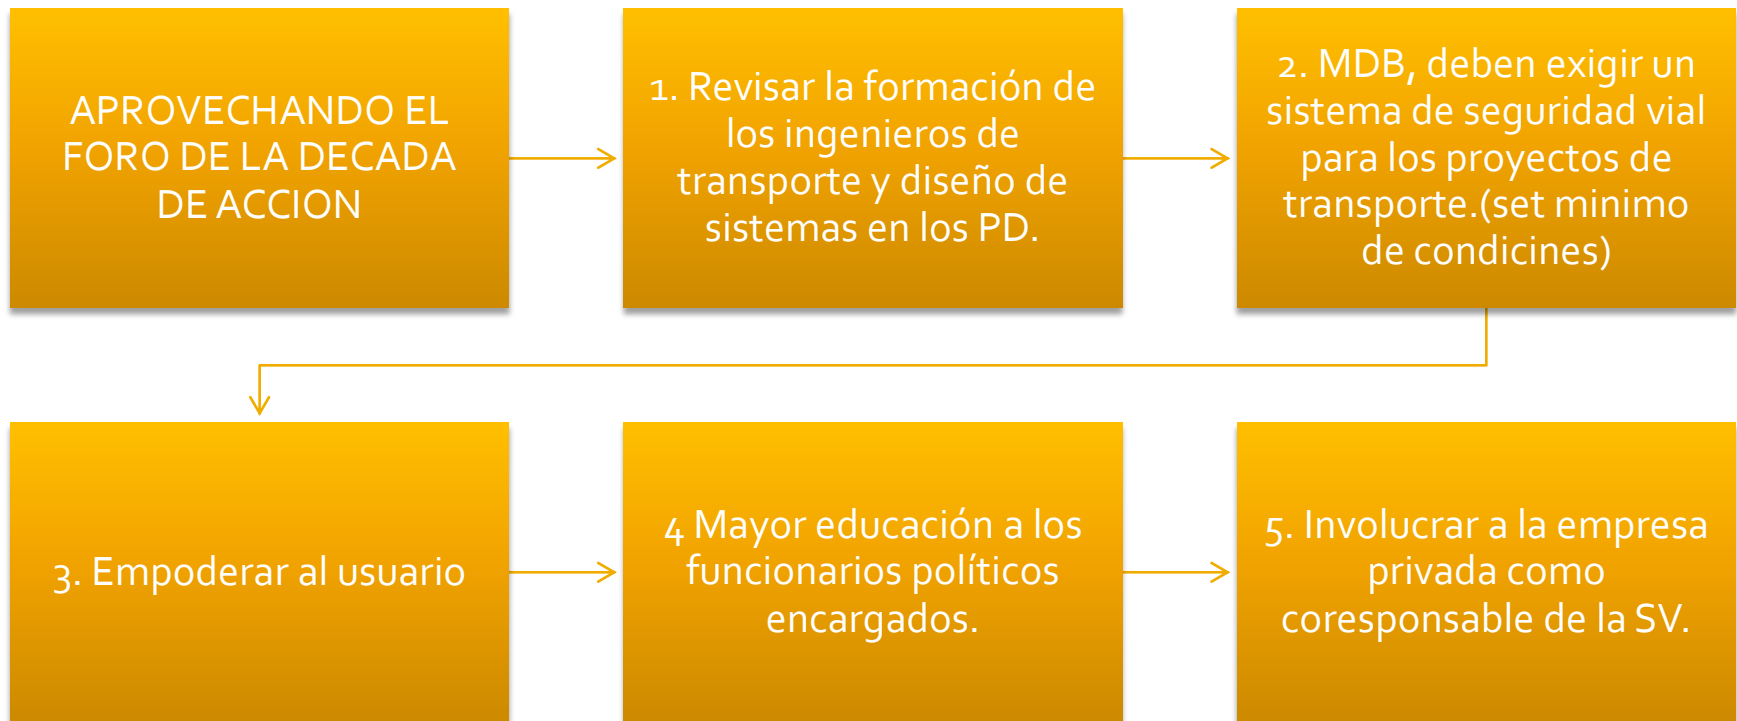 APROVECHANDO EL
FORO DE LA DECADA
DE ACCION
1. Revisar la formación de
los ingenieros de
transporte y diseño de
sistemas en los PD.
2. MDB, deben exigir un
sistema de seguridad vial
para los proyectos de
transporte.(set minimo
de condicines)
3. Empoderar al usuario
4 Mayor educación a los
funcionarios políticos
encargados.
5. Involucrar a la empresa
privada como
coresponsable de la SV.